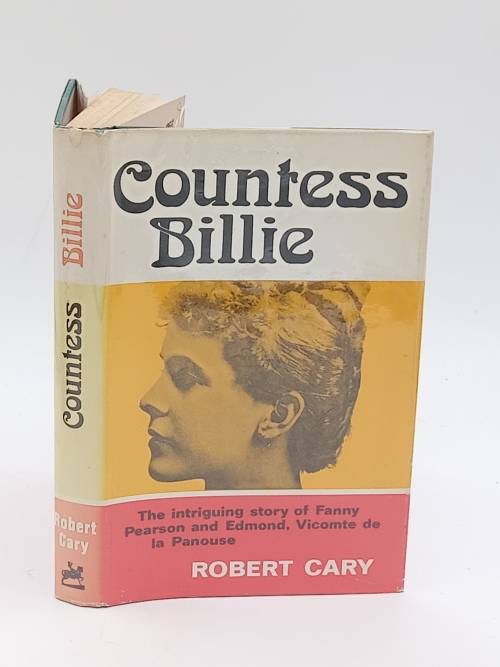 Countess
Billie
The intriguing story of Fanny
Pearson and Edmond, Vicomte de
la Panouse
ROBERT CARY
Countess Billie
Robert
Cary